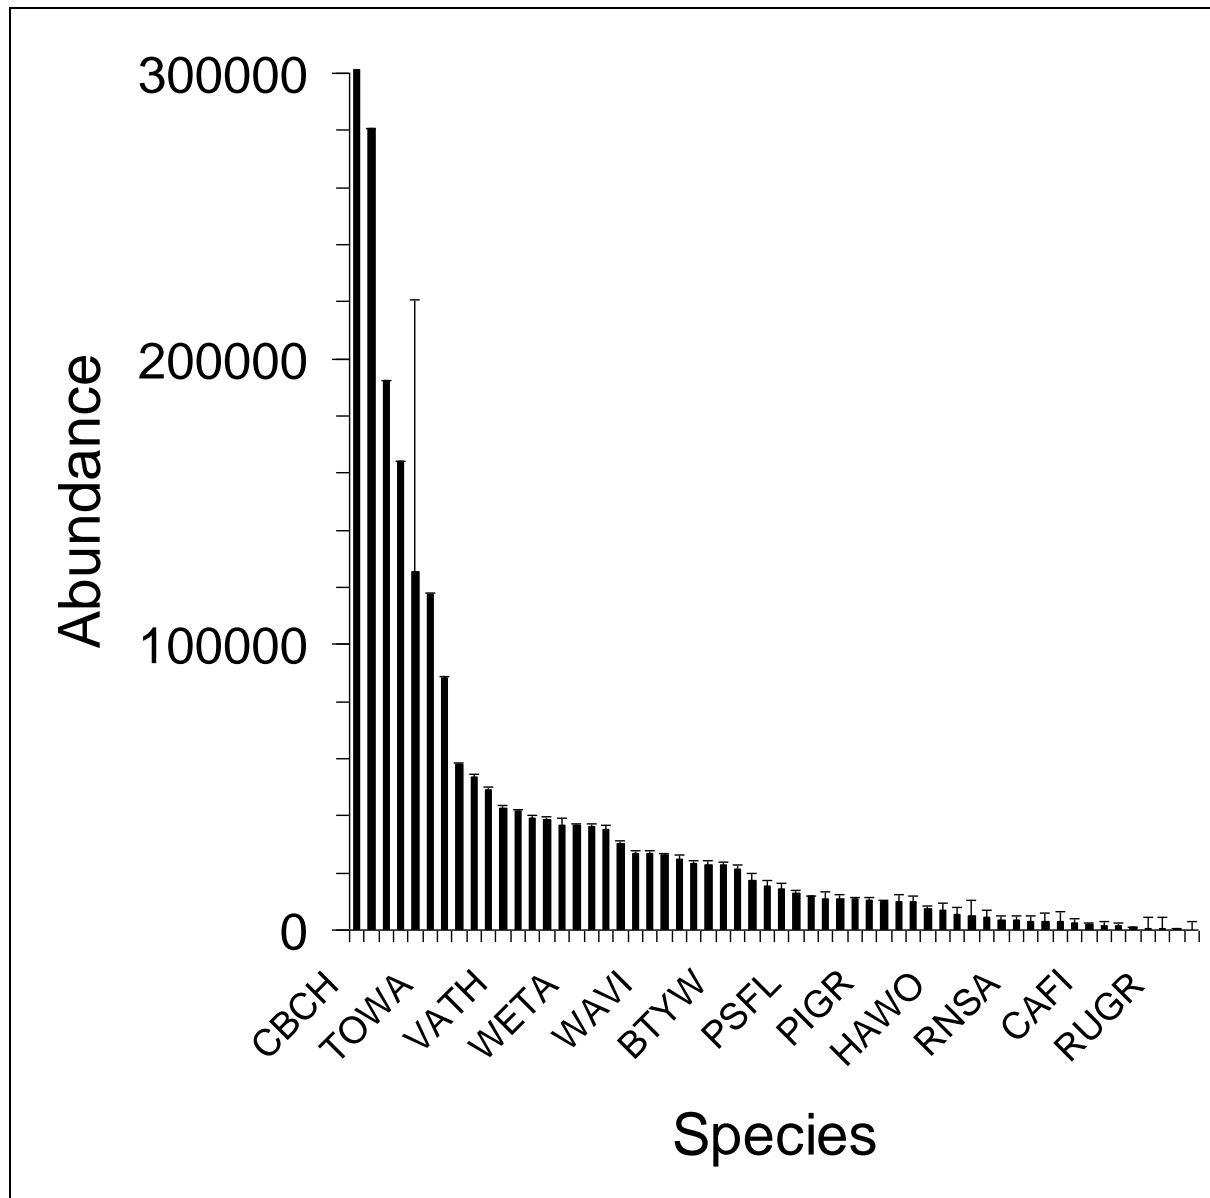 300000
200000
100000
0
Abundance
CBCH
TOWA
VATH
WETA
WAVI
BTYW
PSFL
PIGR
HAWO
RNSA
CAFI
RUGR
Species